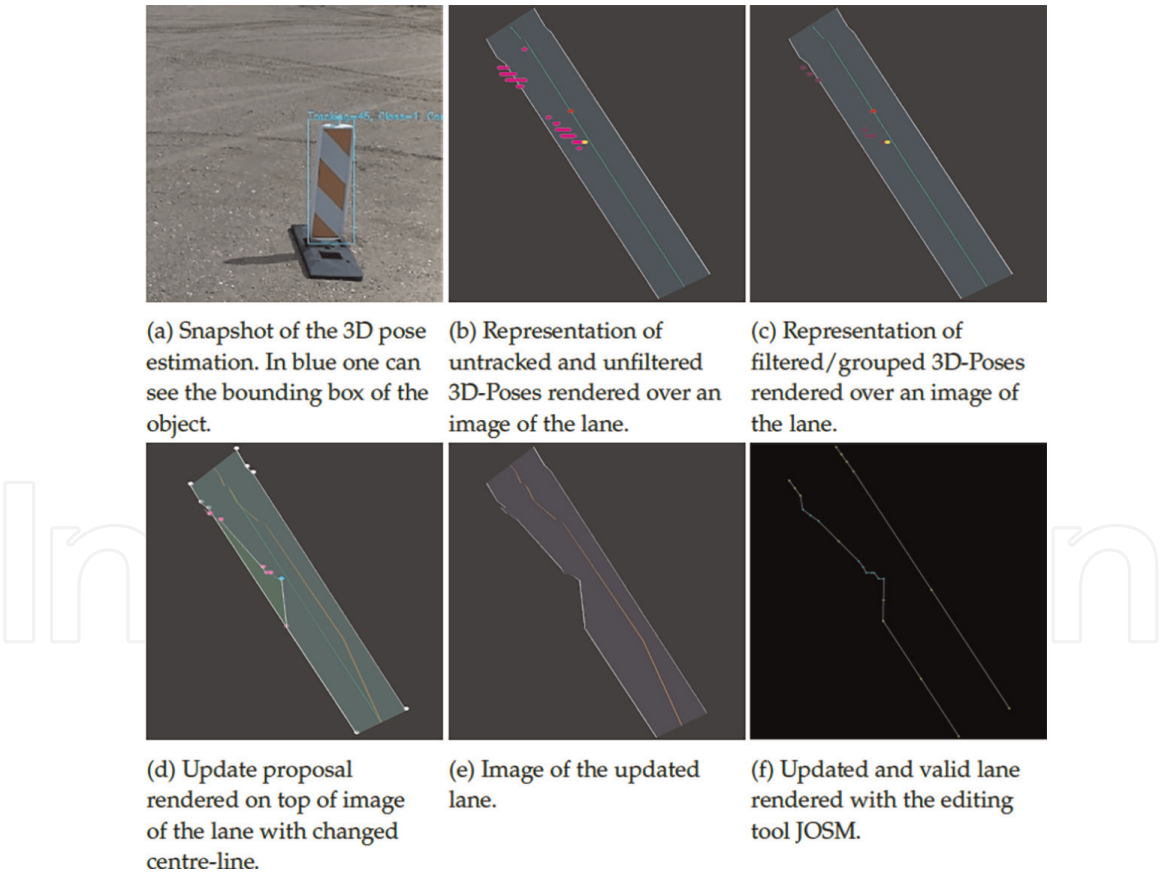 (a) Snapshot of the 3D pose
estimation. In blue one can
see the bounding box of the
object.
(b) Representation of
untracked and unfiltered
3D-Poses rendered over an
image of the lane.
(c) Representation of
filtered/grouped 3D-Poses
rendered over an image of
the lane.
(d) Update proposal
rendered on top of image
of the lane with changed
centre-line.
(e) Image of the updated
lane.
(f) Updated and valid lane
rendered with the editing
tool JOSM.
In
n